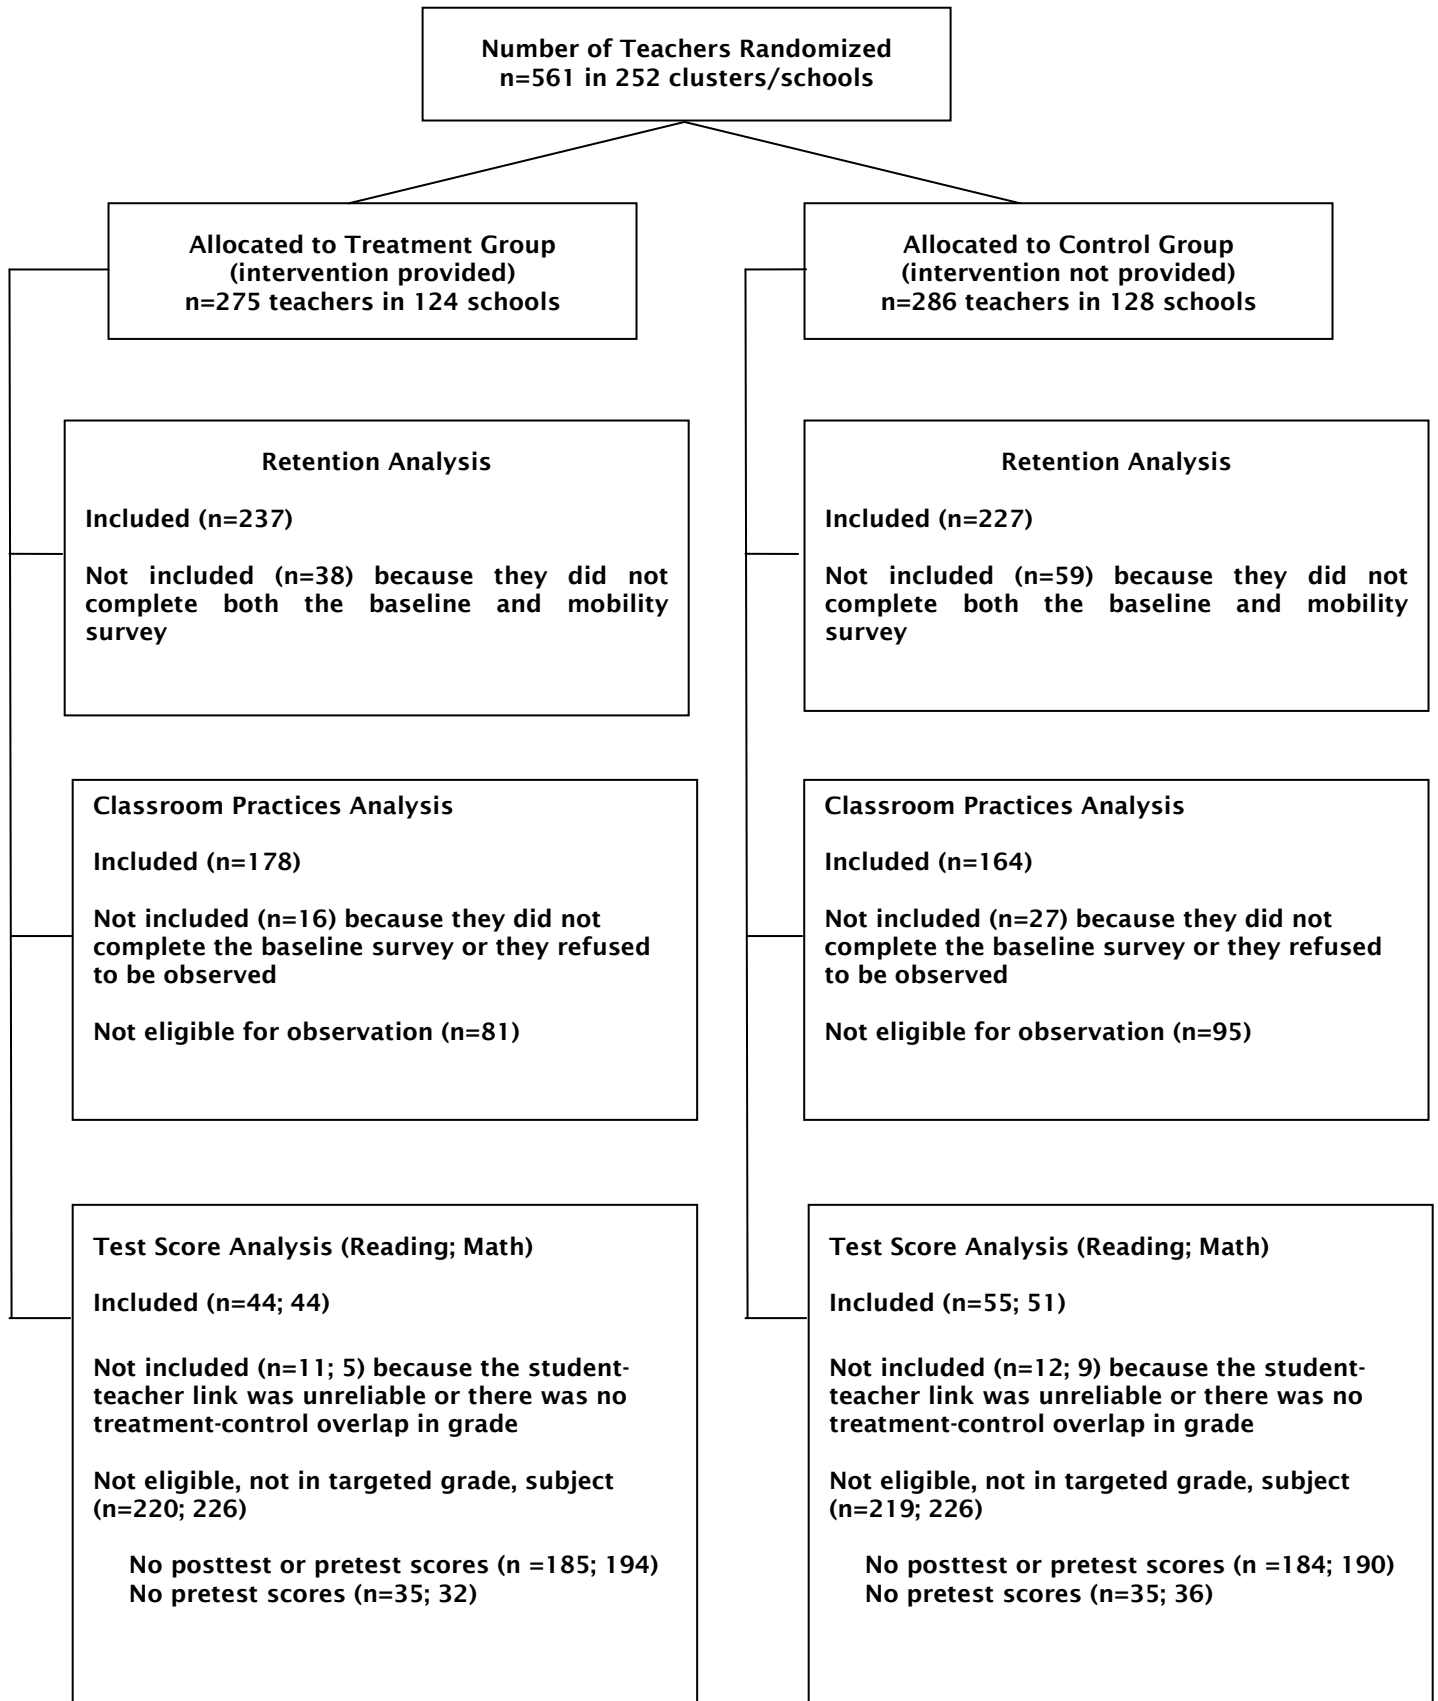 Number of Teachers Randomized
n=561 in 252 clusters/schools
Allocated to Treatment Group
(intervention provided)
n=275 teachers in 124 schools
Allocated to Control Group
(intervention not provided)
n=286 teachers in 128 schools
Retention Analysis
Included (n=237)
Not included (n=38) because they did not
complete both the baseline and mobility
survey
Retention Analysis
Included (n=227)
Not included (n=59) because they did not
complete both the baseline and mobility
survey
Classroom Practices Analysis
Included (n=178)
Not included (n=16) because they did not
complete the baseline survey or they refused
to be observed
Not eligible for observation (n=81)
Classroom Practices Analysis
Included (n=164)
Not included (n=27) because they did not
complete the baseline survey or they refused
to be observed
Not eligible for observation (n=95)
Test Score Analysis (Reading; Math)
Included (n=44; 44)
Not included (n=11; 5) because the student-
teacher link was unreliable or there was no
treatment-control overlap in grade
Not eligible, not in targeted grade, subject
(n=220; 226)
No posttest or pretest scores (n =185; 194)
No pretest scores (n=35; 32)
Test Score Analysis (Reading; Math)
Included (n=55; 51)
Not included (n=12; 9) because the student-
teacher link was unreliable or there was no
treatment-control overlap in grade
Not eligible, not in targeted grade, subject
(n=219; 226)
No posttest or pretest scores (n =184; 190)
No pretest scores (n=35; 36)